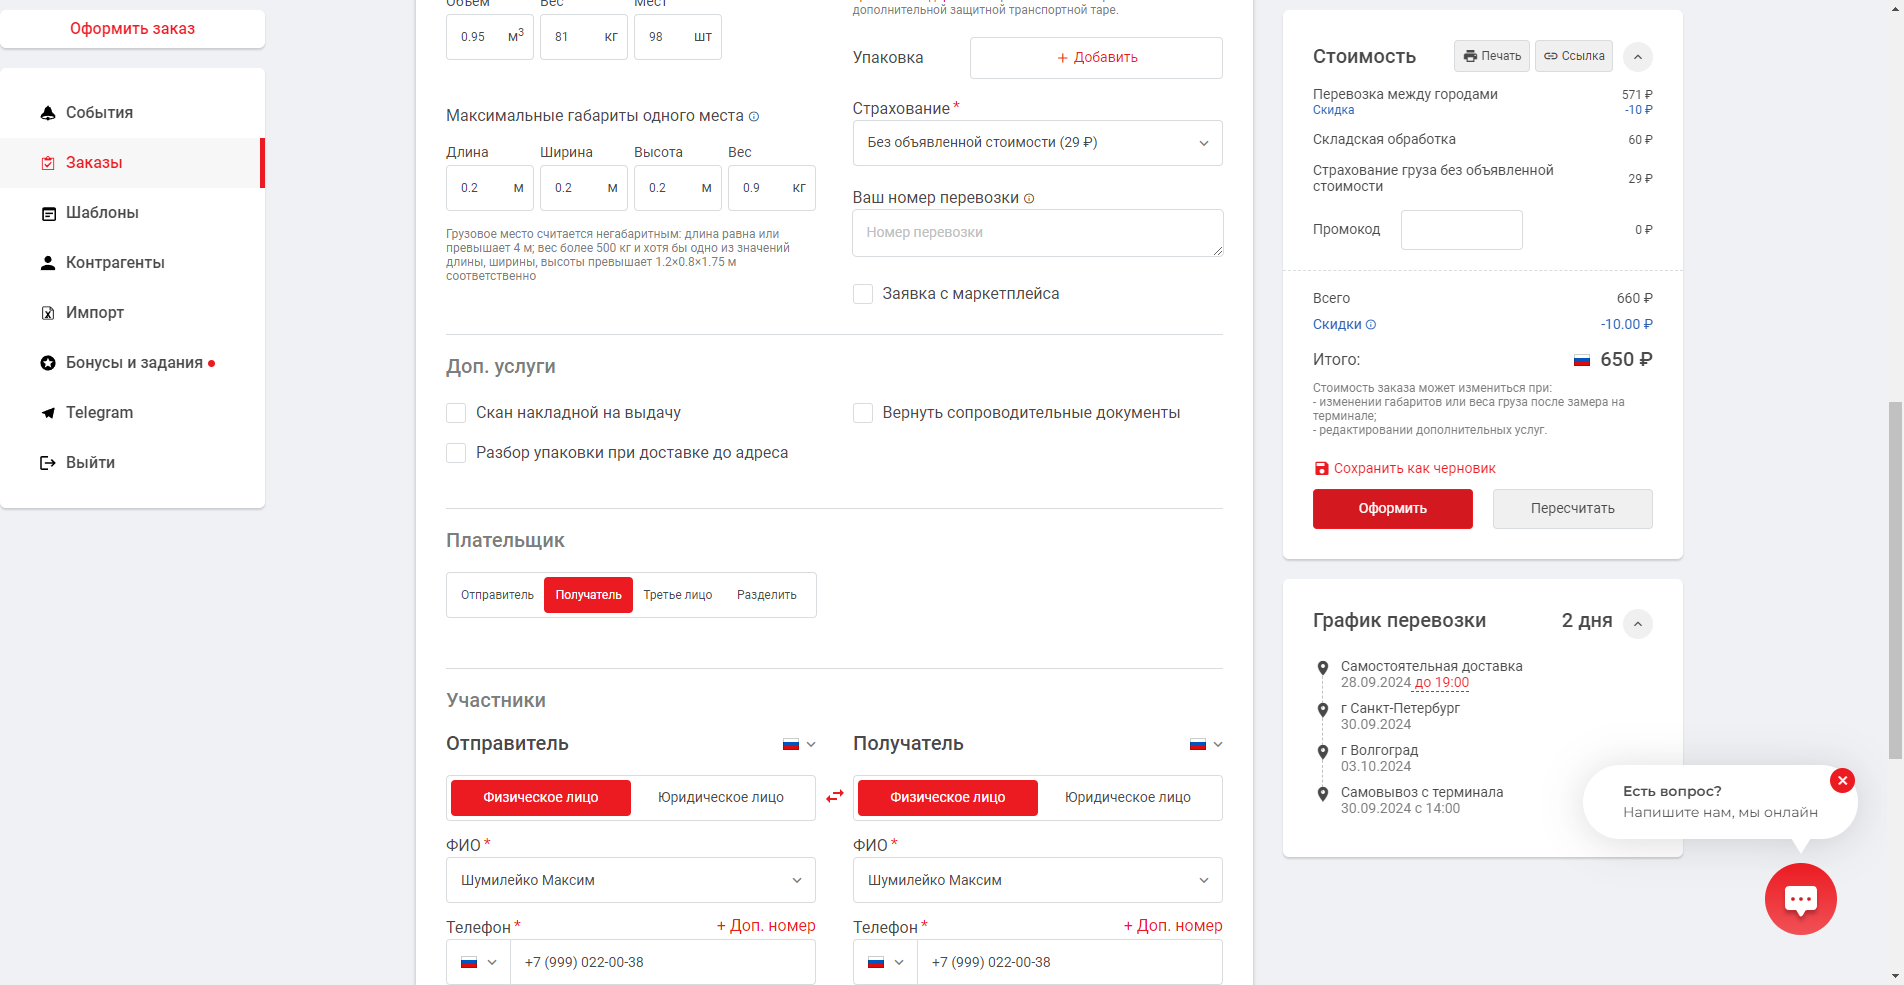 Оформить заказ
События
Заказы
Шаблоны
Контрагенты
Импорт
Бонусы и задания
Telegram
Выйти
Объем Вес Мест
0.95 м3 81 кг 98 шт
Максимальные габариты одного места
Длина Ширина Высота Вес
0.2 м 0.2 м 0.2 м 0.9 кг
Грузовое место считается негабаритным: длина равна или
превышает 4 м; вес более 500 кг и хотя бы одно из значений
длины, ширины, высоты превышает 1.2×0.8×1.75 м
соответственно
дополнительной защитной транспортной таре.
Упаковка + Добавить
Страхование *
Без объявленной стоимости (29 ₽)
Ваш номер перевозки
Номер перевозки
Заявка с маркетплейса
Доп. услуги
Скан накладной на выдачу
Вернуть сопроводительные документы
Разбор упаковки при доставке до адреса
Плательщик
Отправитель Получатель Третье лицо Разделить
Участники
Отправитель
Физическое лицо Юридическое лицо
ФИО *
Шумилейко Максим
Телефон * + Доп. номер
+7 (999) 022-00-38
Получатель
Физическое лицо Юридическое лицо
ФИО *
Шумилейко Максим
Телефон * + Доп. номер
+7 (999) 022-00-38
Стоимость Печать Ссылка
Перевозка между городами 571 ₽
Скидка -10 ₽
Складская обработка 60 ₽
Страхование груза без объявленной
стоимости 29 ₽
Промокод 0 ₽
Всего 660 ₽
Скидки -10.00 ₽
Итого: 650 ₽
Стоимость заказа может измениться при:
- изменении габаритов или веса груза после замера на
терминале;
- редактировании дополнительных услуг.
Сохранить как черновик
Оформить Пересчитать
График перевозки 2 дня
Самостоятельная доставка
28.09.2024 до 19:00
г Санкт-Петербург
30.09.2024
г Волгоград
03.10.2024
Самовывоз с терминала
30.09.2024 с 14:00
Есть вопрос?
Напишите нам, мы онлайн